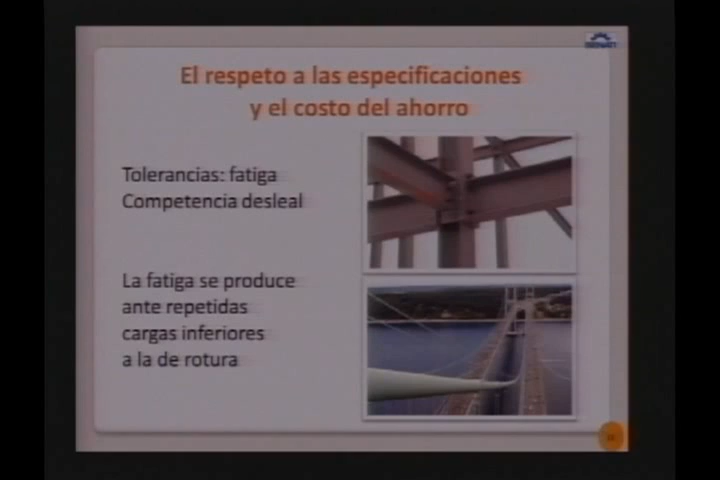 El respeto a las especificaciones
y el costo del ahorro
Tolerancias: fatiga
Competencia desleal
La fatiga se produce
ante repetidas
cargas inferiores
a la de rotura
SENATI